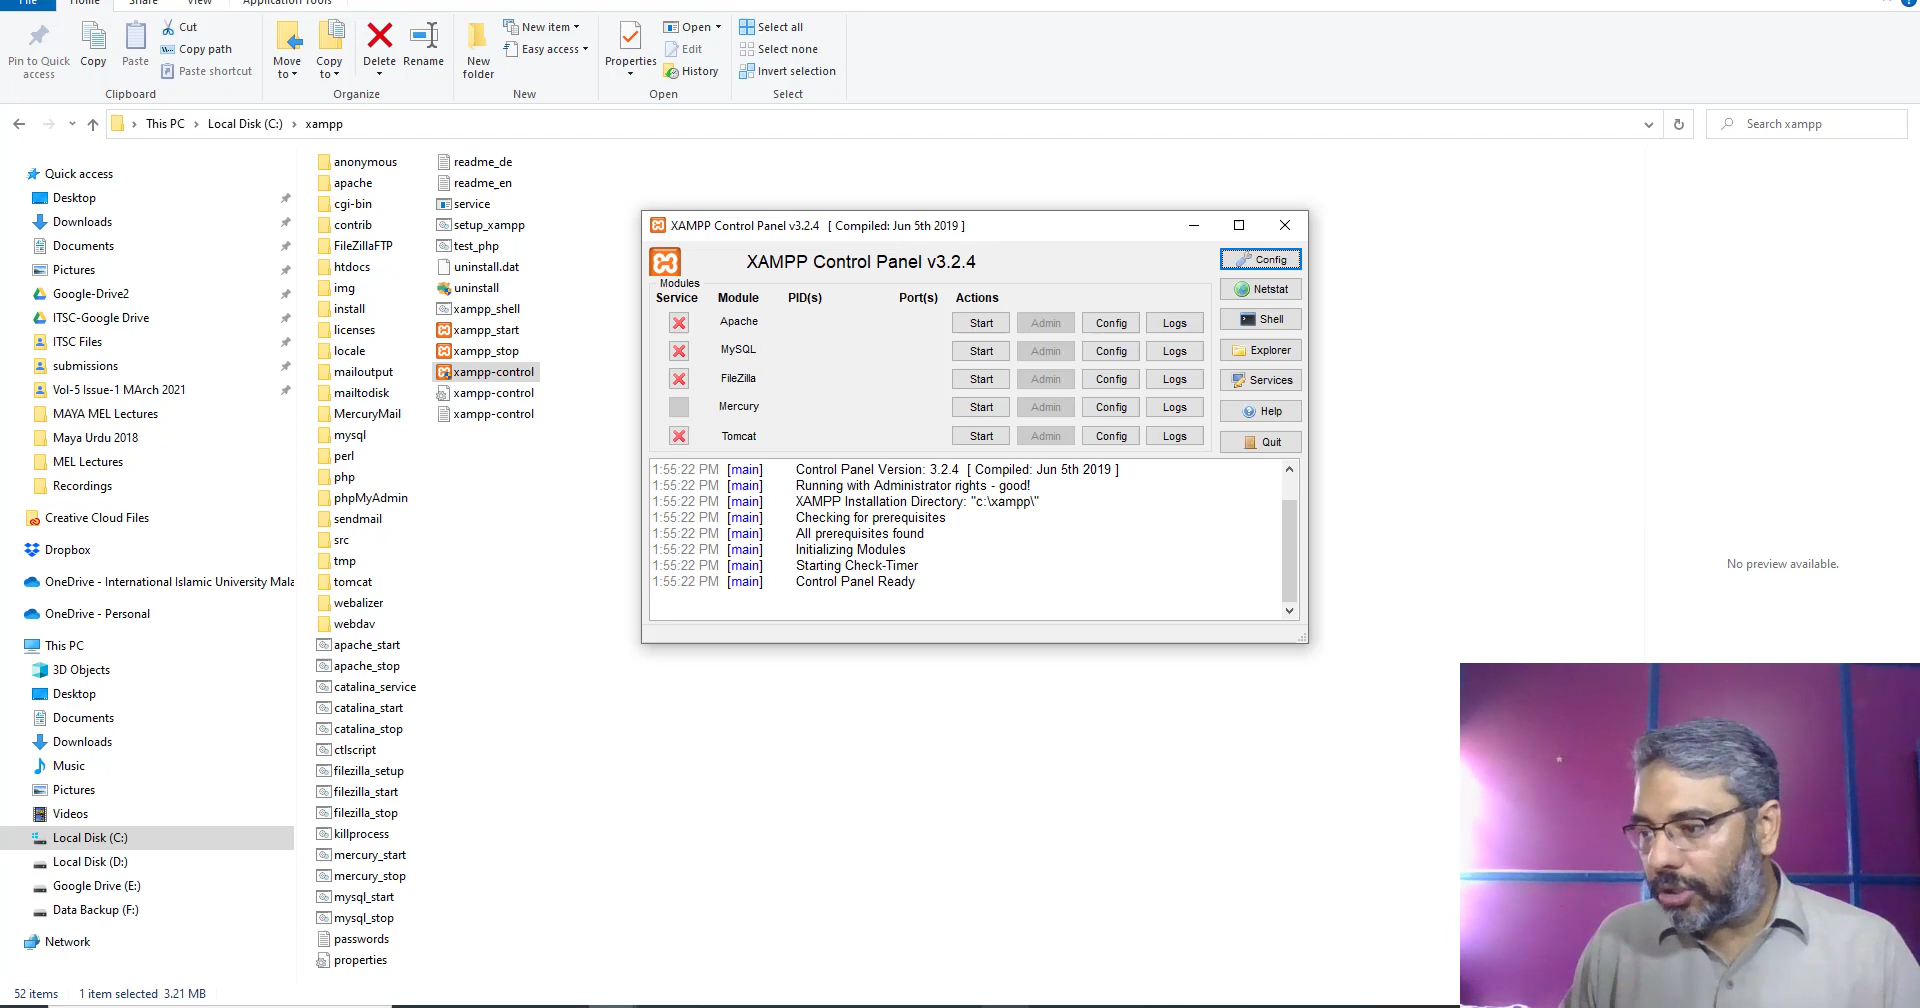 File Home Share View Application Tools
Pin to Quick access
Copy
Paste
Cut
Copy path
Paste shortcut
Clipboard
Move to
Copy to
Delete
Rename
Organize
New folder
New item
Easy access
New
Properties
Open
Edit
History
Open
Select all
Select none
Invert selection
Select
This PC › Local Disk (C:) › xampp
Search xampp
Quick access
Desktop
Downloads
Documents
Pictures
Google-Drive2
ITSC-Google Drive
ITSC Files
submissions
Vol-5 Issue-1 MArch 2021
MAYA MEL Lectures
Maya Urdu 2018
MEL Lectures
Recordings
Creative Cloud Files
Dropbox
OneDrive - International Islamic University Mala
OneDrive - Personal
This PC
3D Objects
Desktop
Documents
Downloads
Music
Pictures
Videos
Local Disk (C:)
Local Disk (D:)
Google Drive (E:)
Data Backup (F:)
Network
anonymous
apache
cgi-bin
contrib
FileZillaFTP
htdocs
img
install
licenses
locale
mailoutput
mailtodisk
MercuryMail
mysql
perl
php
phpMyAdmin
sendmail
src
tmp
tomcat
webalizer
webdav
apache_start
apache_stop
catalina_service
catalina_start
catalina_stop
ctlscript
filezilla_setup
filezilla_start
filezilla_stop
killprocess
mercury_start
mercury_stop
mysql_start
mysql_stop
passwords
properties
readme_de
readme_en
service
setup_xampp
test_php
uninstall.dat
uninstall
xampp_shell
xampp_start
xampp_stop
xampp-control
xampp-control
xampp-control
XAMPP Control Panel v3.2.4 [ Compiled: Jun 5th 2019 ]
XAMPP Control Panel v3.2.4
Modules
Service Module PID(s) Port(s) Actions
Apache Start Admin Config Logs
MySQL Start Admin Config Logs
FileZilla Start Admin Config Logs
Mercury Start Admin Config Logs
Tomcat Start Admin Config Logs
Config
Netstat
Shell
Explorer
Services
Help
Quit
1:55:22 PM [main] Control Panel Version: 3.2.4 [ Compiled: Jun 5th 2019 ]
1:55:22 PM [main] Running with Administrator rights - good!
1:55:22 PM [main] XAMPP Installation Directory: "c:\xampp\"
1:55:22 PM [main] Checking for prerequisites
1:55:22 PM [main] All prerequisites found
1:55:22 PM [main] Initializing Modules
1:55:22 PM [main] Starting Check-Timer
1:55:22 PM [main] Control Panel Ready
No preview available.
52 items 1 item selected 3.21 MB